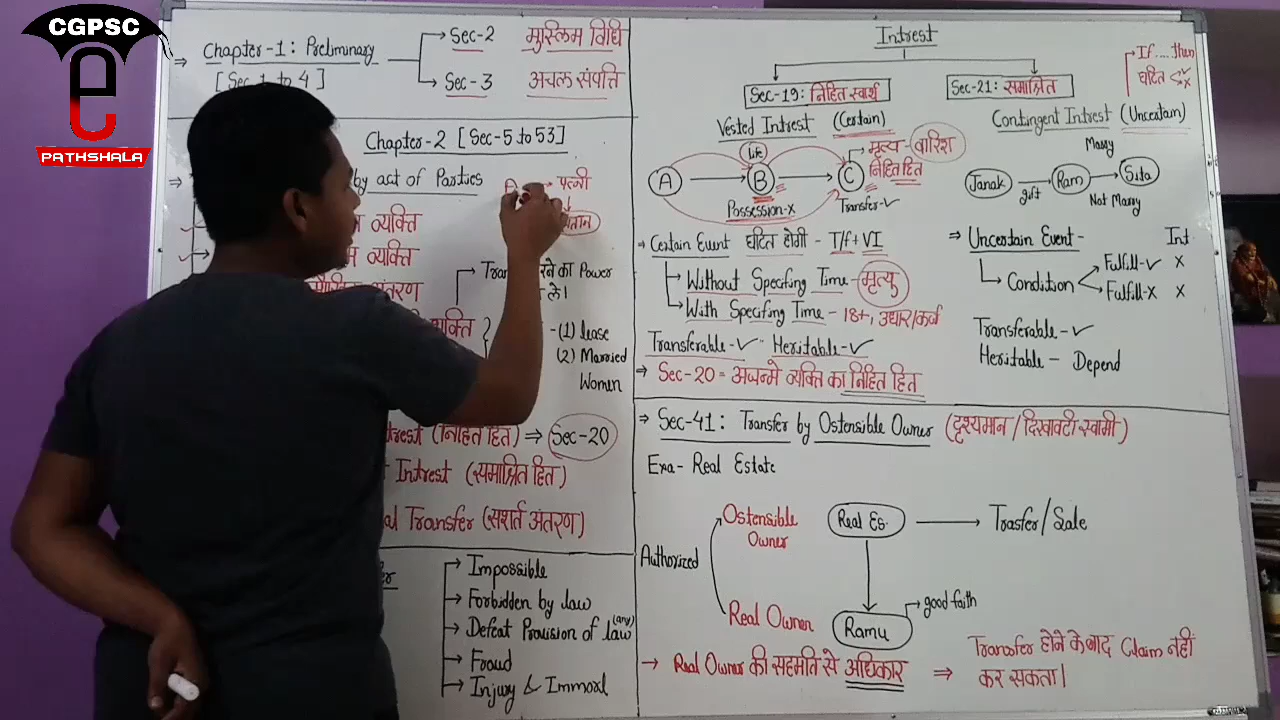 CGPSC
e
PATHSHALA
⇒ Chapter-1: Preliminary
[Sec 1 to 4]
Sec-2 मुस्लिम विधि
Sec-3 अचल संपत्ति
Chapter-2 [Sec-5 to 53]
⇒ by act of Parties
पत्नी
व्यक्ति
व्यक्ति
अंतरण
का Power
ले।
व्यक्ति
- (1) lease
(2) Married
Women
(निहित हित) ⇒ Sec-20
Intrest (समाश्रित हित)
Transfer (सशर्त अंतरण)
Impossible
Forbidden by law
Defeat Provision of law (any)
Fraud
Injury & Immoral
Intrest
If.... then
घटित
Sec-19: निहित स्वार्थ
Sec-21: समाश्रित
Vested Intrest (Certain)
Contingent Intrest (Uncertain)
A
life
B
C
मृत्य - बारिश
निहित हित
Possession-X
Transfer-✓
Marry
Janak
gift
Ram
Sita
Not Marry
→ Certain Event घटित होगी - T/f + VI
Without Specifing Time - मृत्यु
With Specifing Time - 18+, उधार/कर्ज
Transferable-✓ Heritable-✓
→ Sec-20 = अजन्मे व्यक्ति का निहित हित
⇒ Uncertain Event - Int
Condition
Fulfill-✓ X
Fulfill-X X
Transferable-✓
Heritable - Depend
⇒ Sec-41: Transfer by Ostensible Owner (दृश्यमान / दिखावटी स्वामी)
Exa- Real Estate
Ostensible
Owner
Authorized
Real Owner
Real Es.
Trasfer/Sale
good faith
Ramu
→ Real Owner की सहमति से अधिकार ⇒ Transfer होने के बाद Claim नहीं
कर सकता।